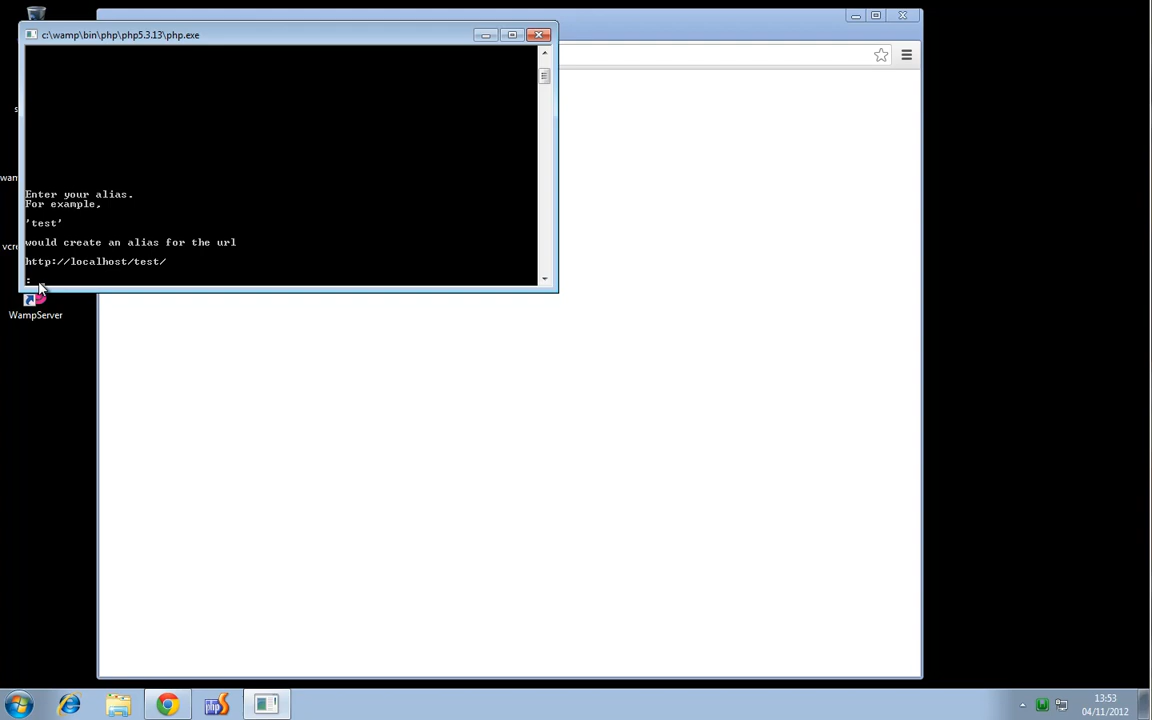 c:\wamp\bin\php\php5.3.13\php.exe
Enter your alias.
For example,
'test'
would create an alias for the url
http://localhost/test/
:
WampServer
php
13:53
04/11/2012